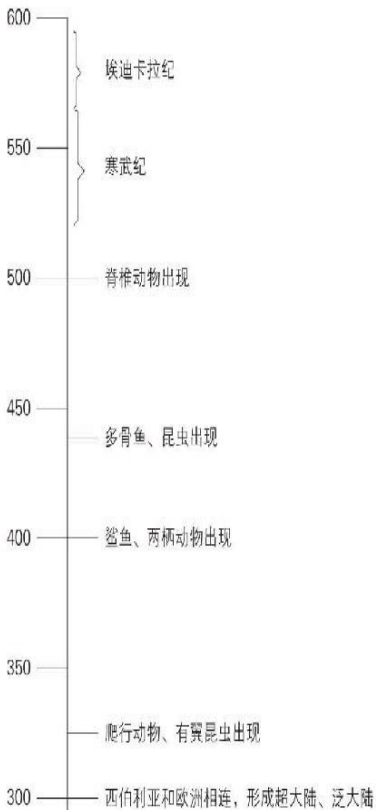 600
埃迪卡拉纪
550
寒武纪
500 脊椎动物出现
450
多骨鱼、昆虫出现
400 鲨鱼、两栖动物出现
350
爬行动物、有翼昆虫出现
300 西伯利亚和欧洲相连，形成超大陆、泛大陆